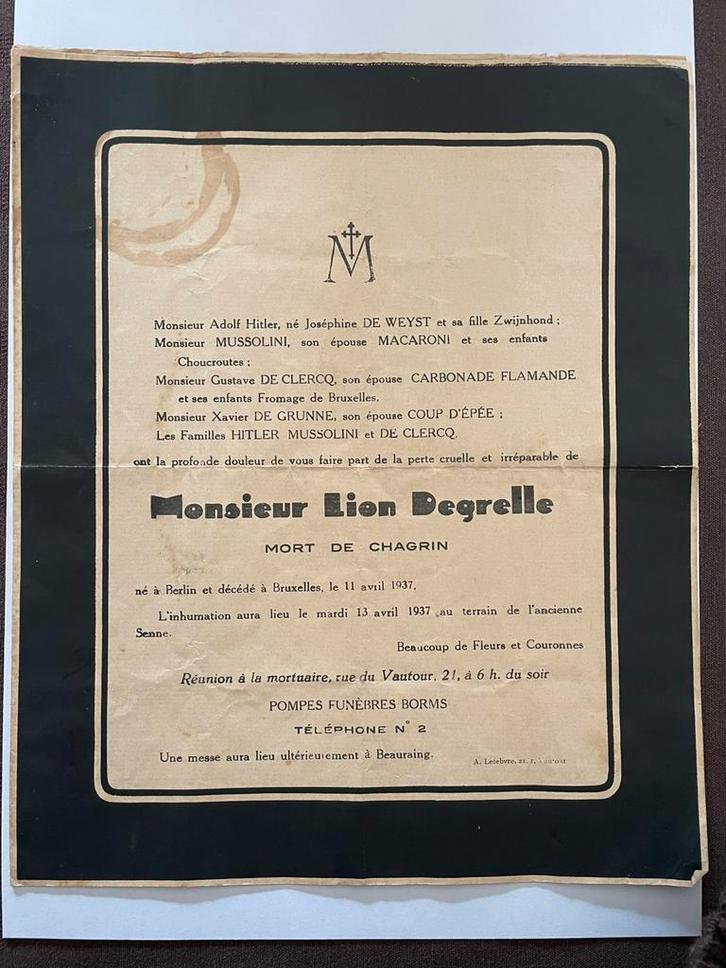 M
Monsieur Adolf Hitler, né Joséphine DE WEYST et sa fille Zwijnhond ;
Monsieur MUSSOLINI, son épouse MACARONI et ses enfants
Choucroutes ;
Monsieur Gustave DE CLERCQ, son épouse CARBONADE FLAMANDE
et ses enfants Fromage de Bruxelles.
Monsieur Xavier DE GRUNNE, son épouse COUP D'ÉPÉE ;
Les Familles HITLER MUSSOLINI et DE CLERCQ,
ont la profonde douleur de vous faire part de la perte cruelle et irréparable de
Monsieur Lion Degrelle
MORT DE CHAGRIN
né à Berlin et décédé à Bruxelles, le 11 avril 1937.
L'inhumation aura lieu le mardi 13 avril 1937 au terrain de l'ancienne
Senne.
Beaucoup de Fleurs et Couronnes
Réunion à la mortuaire, rue du Vautour, 21, à 6 h. du soir
POMPES FUNÈBRES BORMS
TÉLÉPHONE N° 2
Une messe aura lieu ultérieurement à Beauraing.
A. Lefebvre, 21, r.